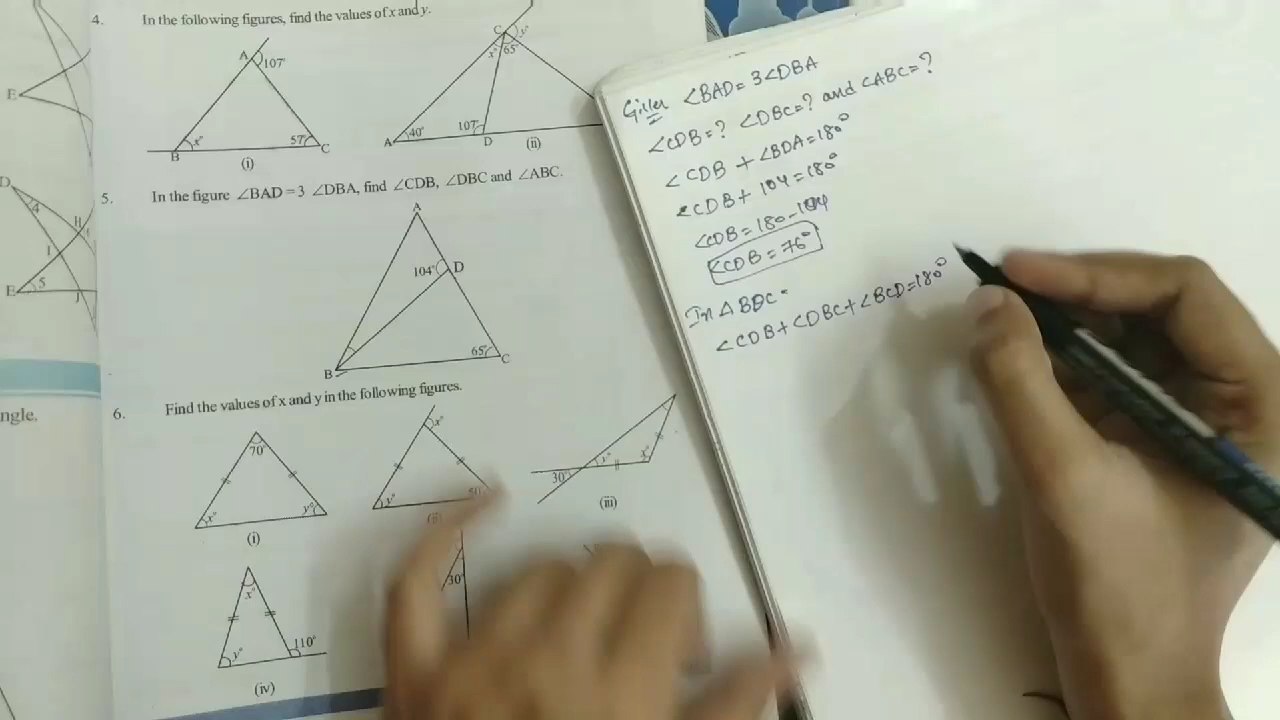 4. In the following figures, find the values of x and y.
A
107°
x°
57°
B
C
(i)
C
y°
x°
65°
40°
107°
A
D
(ii)
5. In the figure ∠BAD = 3 ∠DBA, find ∠CDB, ∠DBC and ∠ABC.
A
104°
D
65°
B
C
6. Find the values of x and y in the following figures.
70°
x°
y°
(i)
x°
y°
30°
y°
x°
(iii)
x°
y°
110°
(iv)
30°
E
D
4
H
I
E
5
J
ngle.
∠BAD = 3∠DBA
∠CDB = ? ∠DBC = ? and ∠ABC = ?
∠CDB + ∠BDA = 180°
∠CDB + 104 = 180°
∠CDB = 180 - 104
∠CDB = 76°
In △BDC
∠CDB + ∠DBC + ∠BCD = 180°